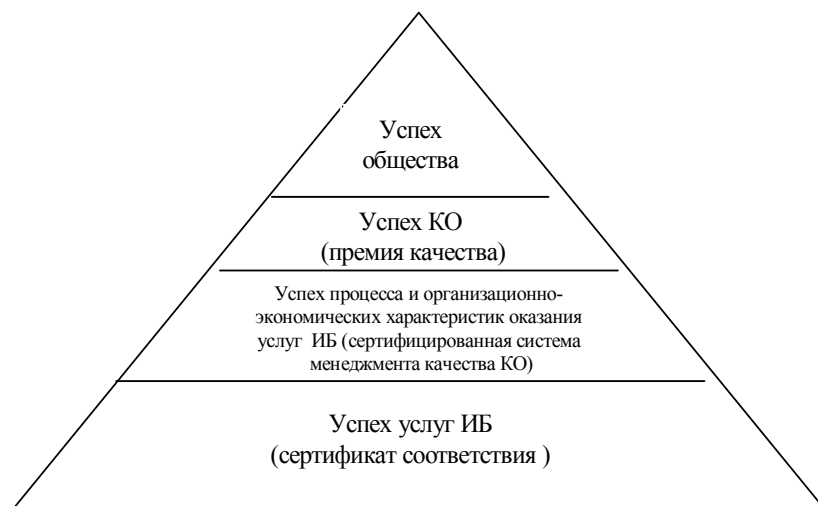 Успех
общества
Успех КО
(премия качества)
Успех процесса и организационно-
экономических характеристик оказания
услуг ИБ (сертифицированная система
менеджмента качества КО)
Успех услуг ИБ
(сертификат соответствия )